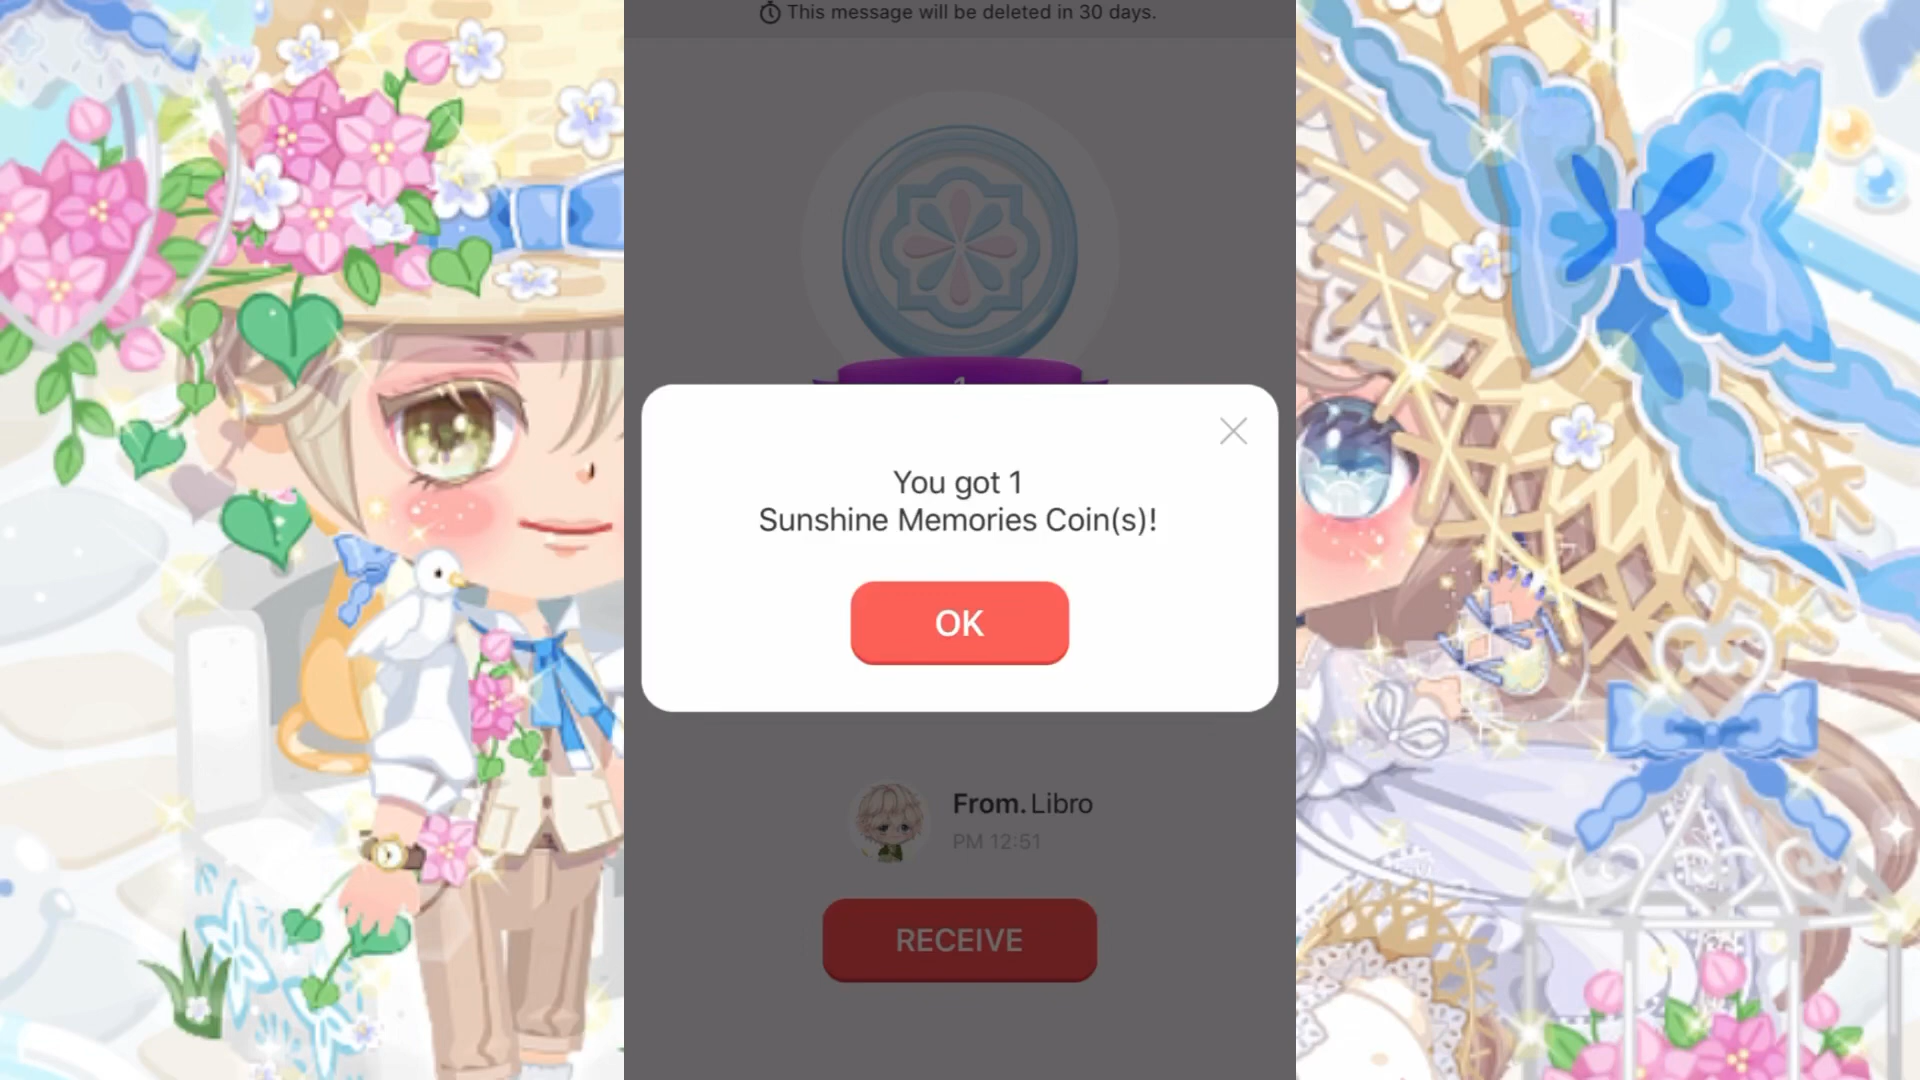 This message will be deleted in 30 days.
1
You got 1
Sunshine Memories Coin(s)!
OK
From. Libro
PM 12:51
RECEIVE